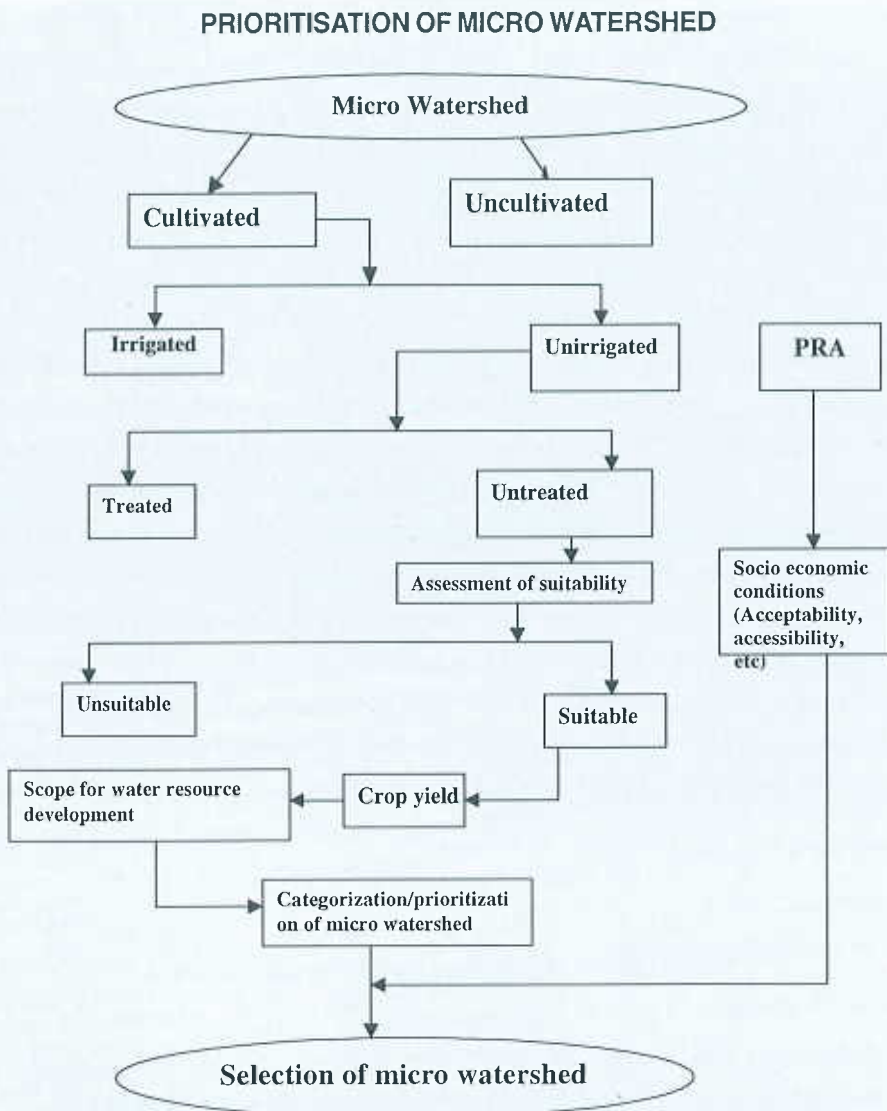 PRIORITISATION OF MICRO WATERSHED
Micro Watershed
Cultivated
Uncultivated
Irrigated
Unirrigated
PRA
Treated
Untreated
Assessment of suitability
Socio economic
conditions
(Acceptability,
accessibility,
etc)
Unsuitable
Suitable
Scope for water resource
development
Crop yield
Categorization/prioritizati
on of micro watershed
Selection of micro watershed